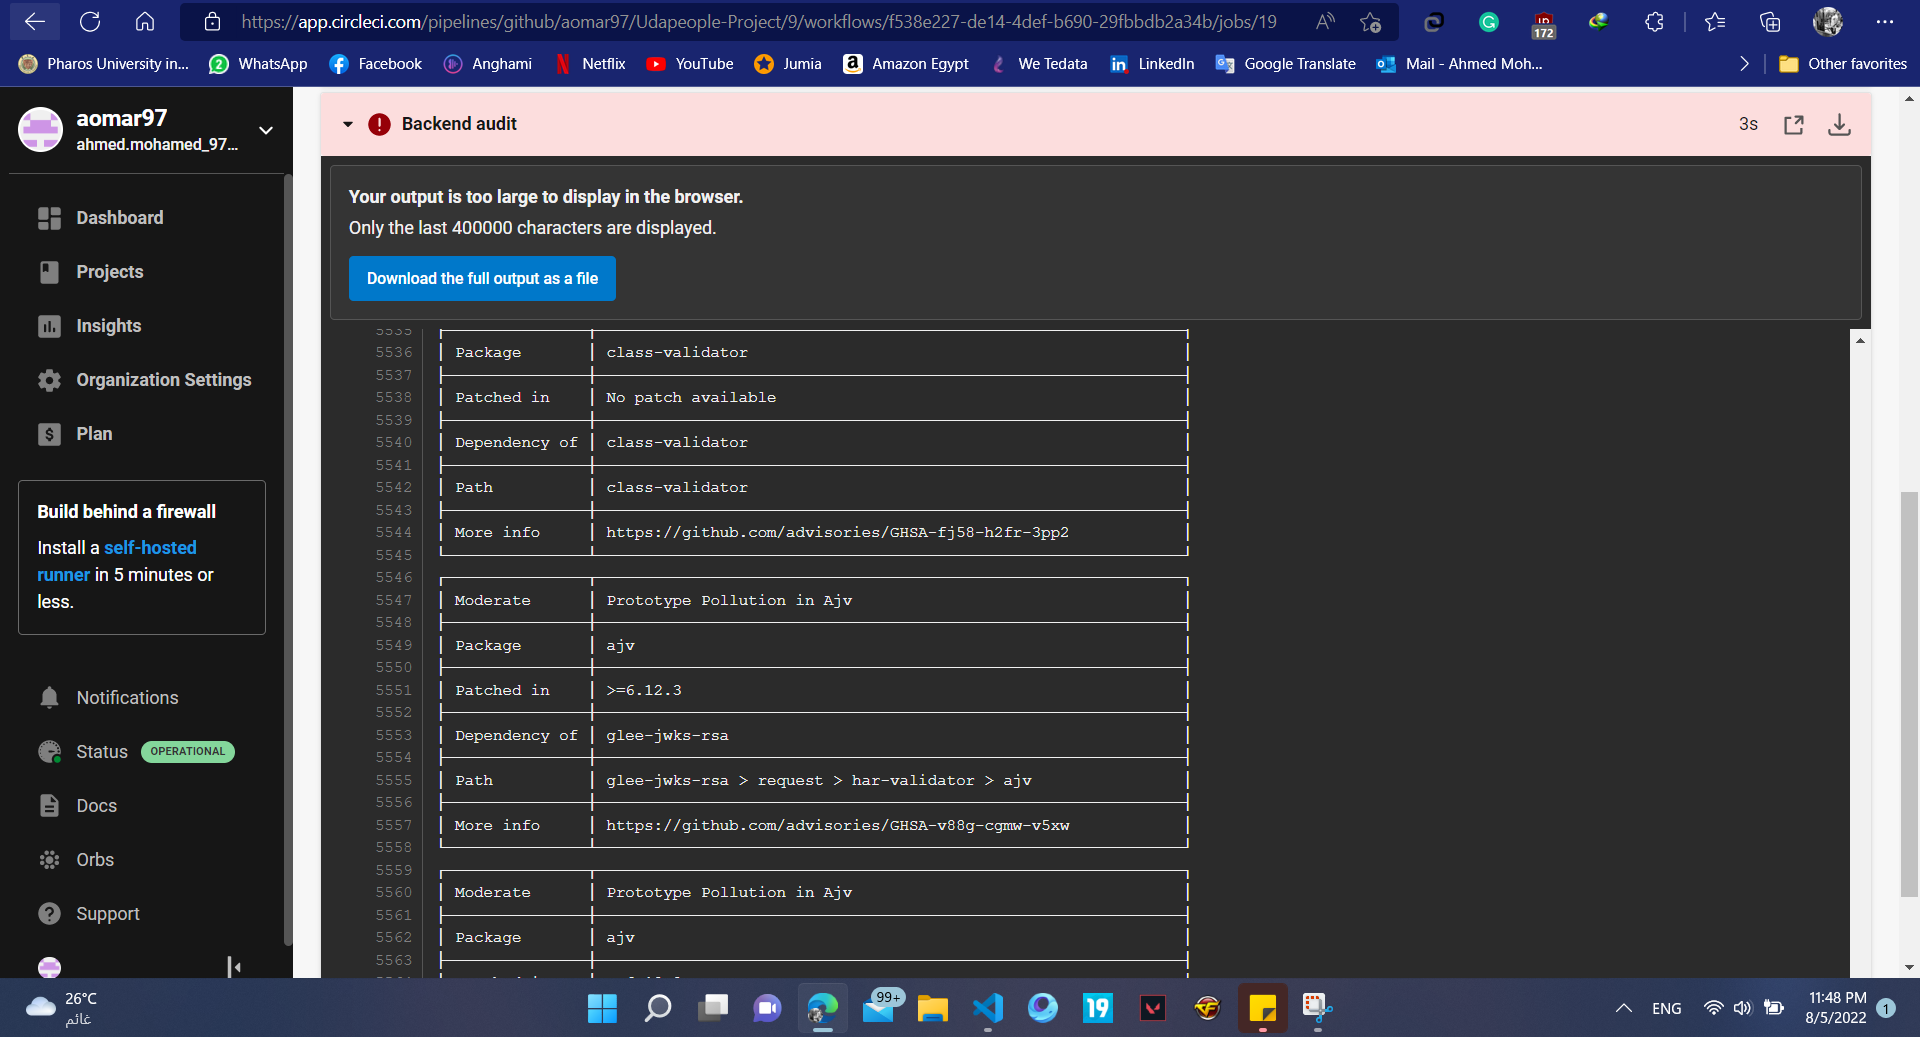 https://app.circleci.com/pipelines/github/aomar97/Udapeople-Project/9/workflows/f538e227-de14-4def-b690-29fbbdb2a34b/jobs/19
172
Pharos University in...
WhatsApp
Facebook
Anghami
Netflix
YouTube
Jumia
Amazon Egypt
We Tedata
LinkedIn
Google Translate
Mail - Ahmed Moh...
Other favorites
aomar97
ahmed.mohamed_97...
Dashboard
Projects
Insights
Organization Settings
Plan
Build behind a firewall
Install a self-hosted
runner in 5 minutes or
less.
Notifications
Status OPERATIONAL
Docs
Orbs
Support
Backend audit
3s
Your output is too large to display in the browser.
Only the last 400000 characters are displayed.
Download the full output as a file
5535
5536 Package class-validator
5537
5538 Patched in No patch available
5539
5540 Dependency of class-validator
5541
5542 Path class-validator
5543
5544 More info https://github.com/advisories/GHSA-fj58-h2fr-3pp2
5545
5546
5547 Moderate Prototype Pollution in Ajv
5548
5549 Package ajv
5550
5551 Patched in >=6.12.3
5552
5553 Dependency of glee-jwks-rsa
5554
5555 Path glee-jwks-rsa > request > har-validator > ajv
5556
5557 More info https://github.com/advisories/GHSA-v88g-cgmw-v5xw
5558
5559
5560 Moderate Prototype Pollution in Ajv
5561
5562 Package ajv
5563
26°C
غائم
99+
19
ENG
11:48 PM
8/5/2022
1